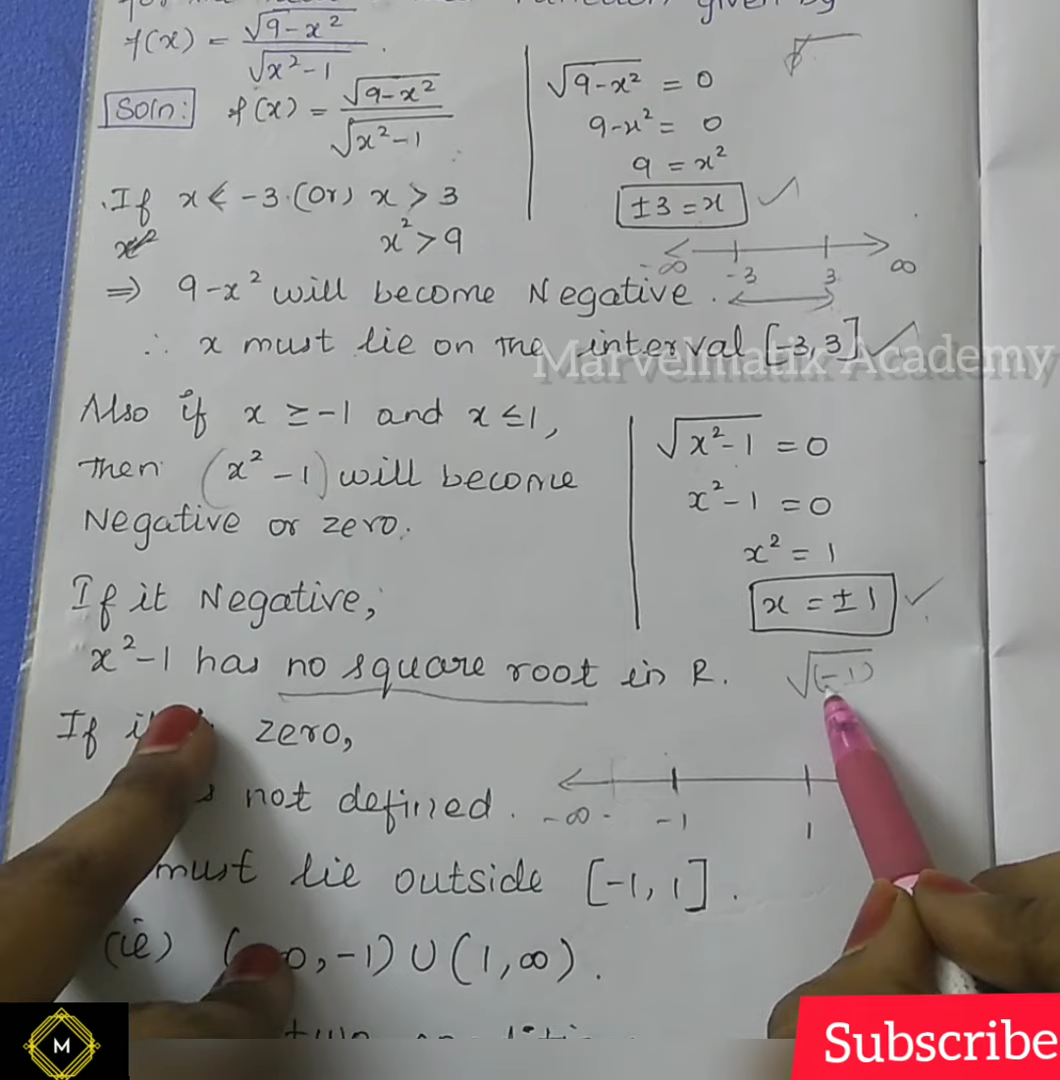 function given by
f(x) = √9-x² / √x²-1 .
Soln: f(x) = √9-x² / √x²-1
If x < -3 (or) x > 3
x² x² > 9
⇒ 9-x² will become Negative.
∴ x must lie on the interval [-3, 3] ✓
√9-x² = 0
9-x² = 0
9 = x²
±3 = x ✓
-∞ -3 3 ∞
Marvelmatix Academy
Also if x ≥ -1 and x ≤ 1,
then (x² - 1) will become
Negative or zero.
√x²-1 = 0
x²-1 = 0
x² = 1
x = ±1 ✓
If it Negative,
x²-1 has no square root in R. √(-1)
If zero,
not defined.
-∞ -1 1
must lie outside [-1, 1].
(ie) ( ∞, -1) ∪ (1, ∞).
M
Subscribe